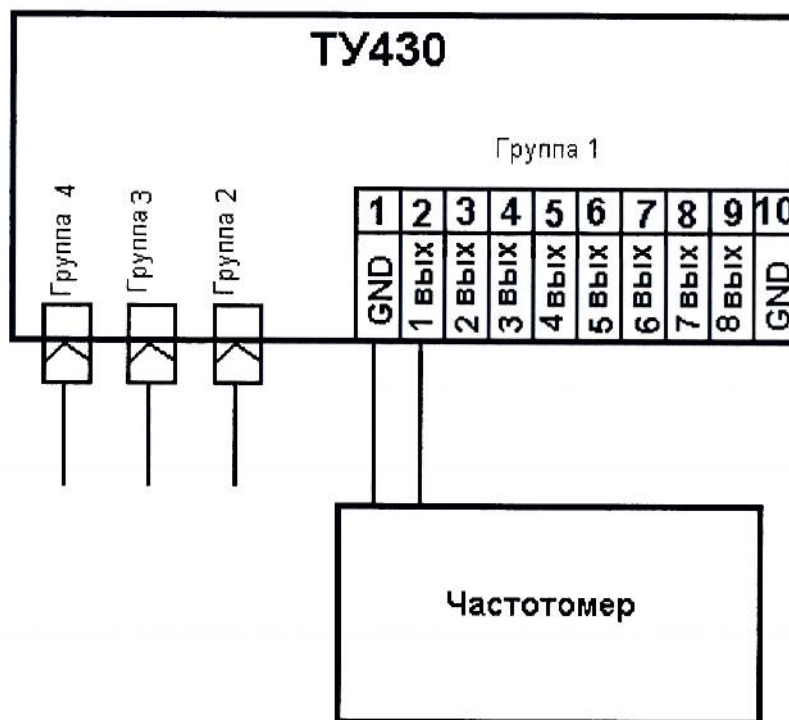 ТУ430
Группа 1
Группа 4
Группа 3
Группа 2
1 2 3 4 5 6 7 8 9 10
GND
1 вых
2 вых
3 вых
4 вых
5 вых
6 вых
7 вых
8 вых
GND
Частотомер